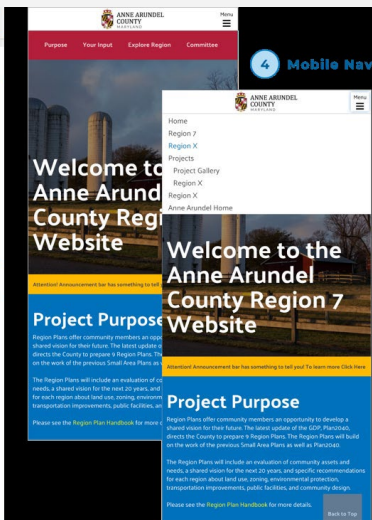 ANNE ARUNDEL
COUNTY
MARYLAND
Menu
Purpose Your Input Explore Region Committee
Welcome to
Anne Arund
County Regi
Website
Attention! Announcement bar has something to tell
Project Purpose
Region Plans offer community members an opp
shared vision for their future. The latest update o
directs the County to prepare 9 Region Plans. Th
on the work of the previous Small Area Plans as
The Region Plans will include an evaluation of co
needs, a shared vision for the next 20 years, and
for each region about land use, zoning, environm
transportation improvements, public facilities, an
Please see the Region Plan Handbook for more d
4 Mobile Nav
ANNE ARUNDEL
COUNTY
MARYLAND
Menu
Home
Region 7
Region X
Projects
Project Gallery
Region X
Region X
Anne Arundel Home
Welcome to the
Anne Arundel
County Region 7
Website
Attention! Announcement bar has something to tell you! To learn more Click Here
Project Purpose
Region Plans offer community members an opportunity to develop a
shared vision for their future. The latest update of the GDP, Plan2040,
directs the County to prepare 9 Region Plans. The Region Plans will build
on the work of the previous Small Area Plans as well as Plan2040.
The Region Plans will include an evaluation of community assets and
needs, a shared vision for the next 20 years, and specific recommendations
for each region about land use, zoning, environmental protection,
transportation improvements, public facilities, and community design
Please see the Region Plan Handbook for more details.
Back to Top